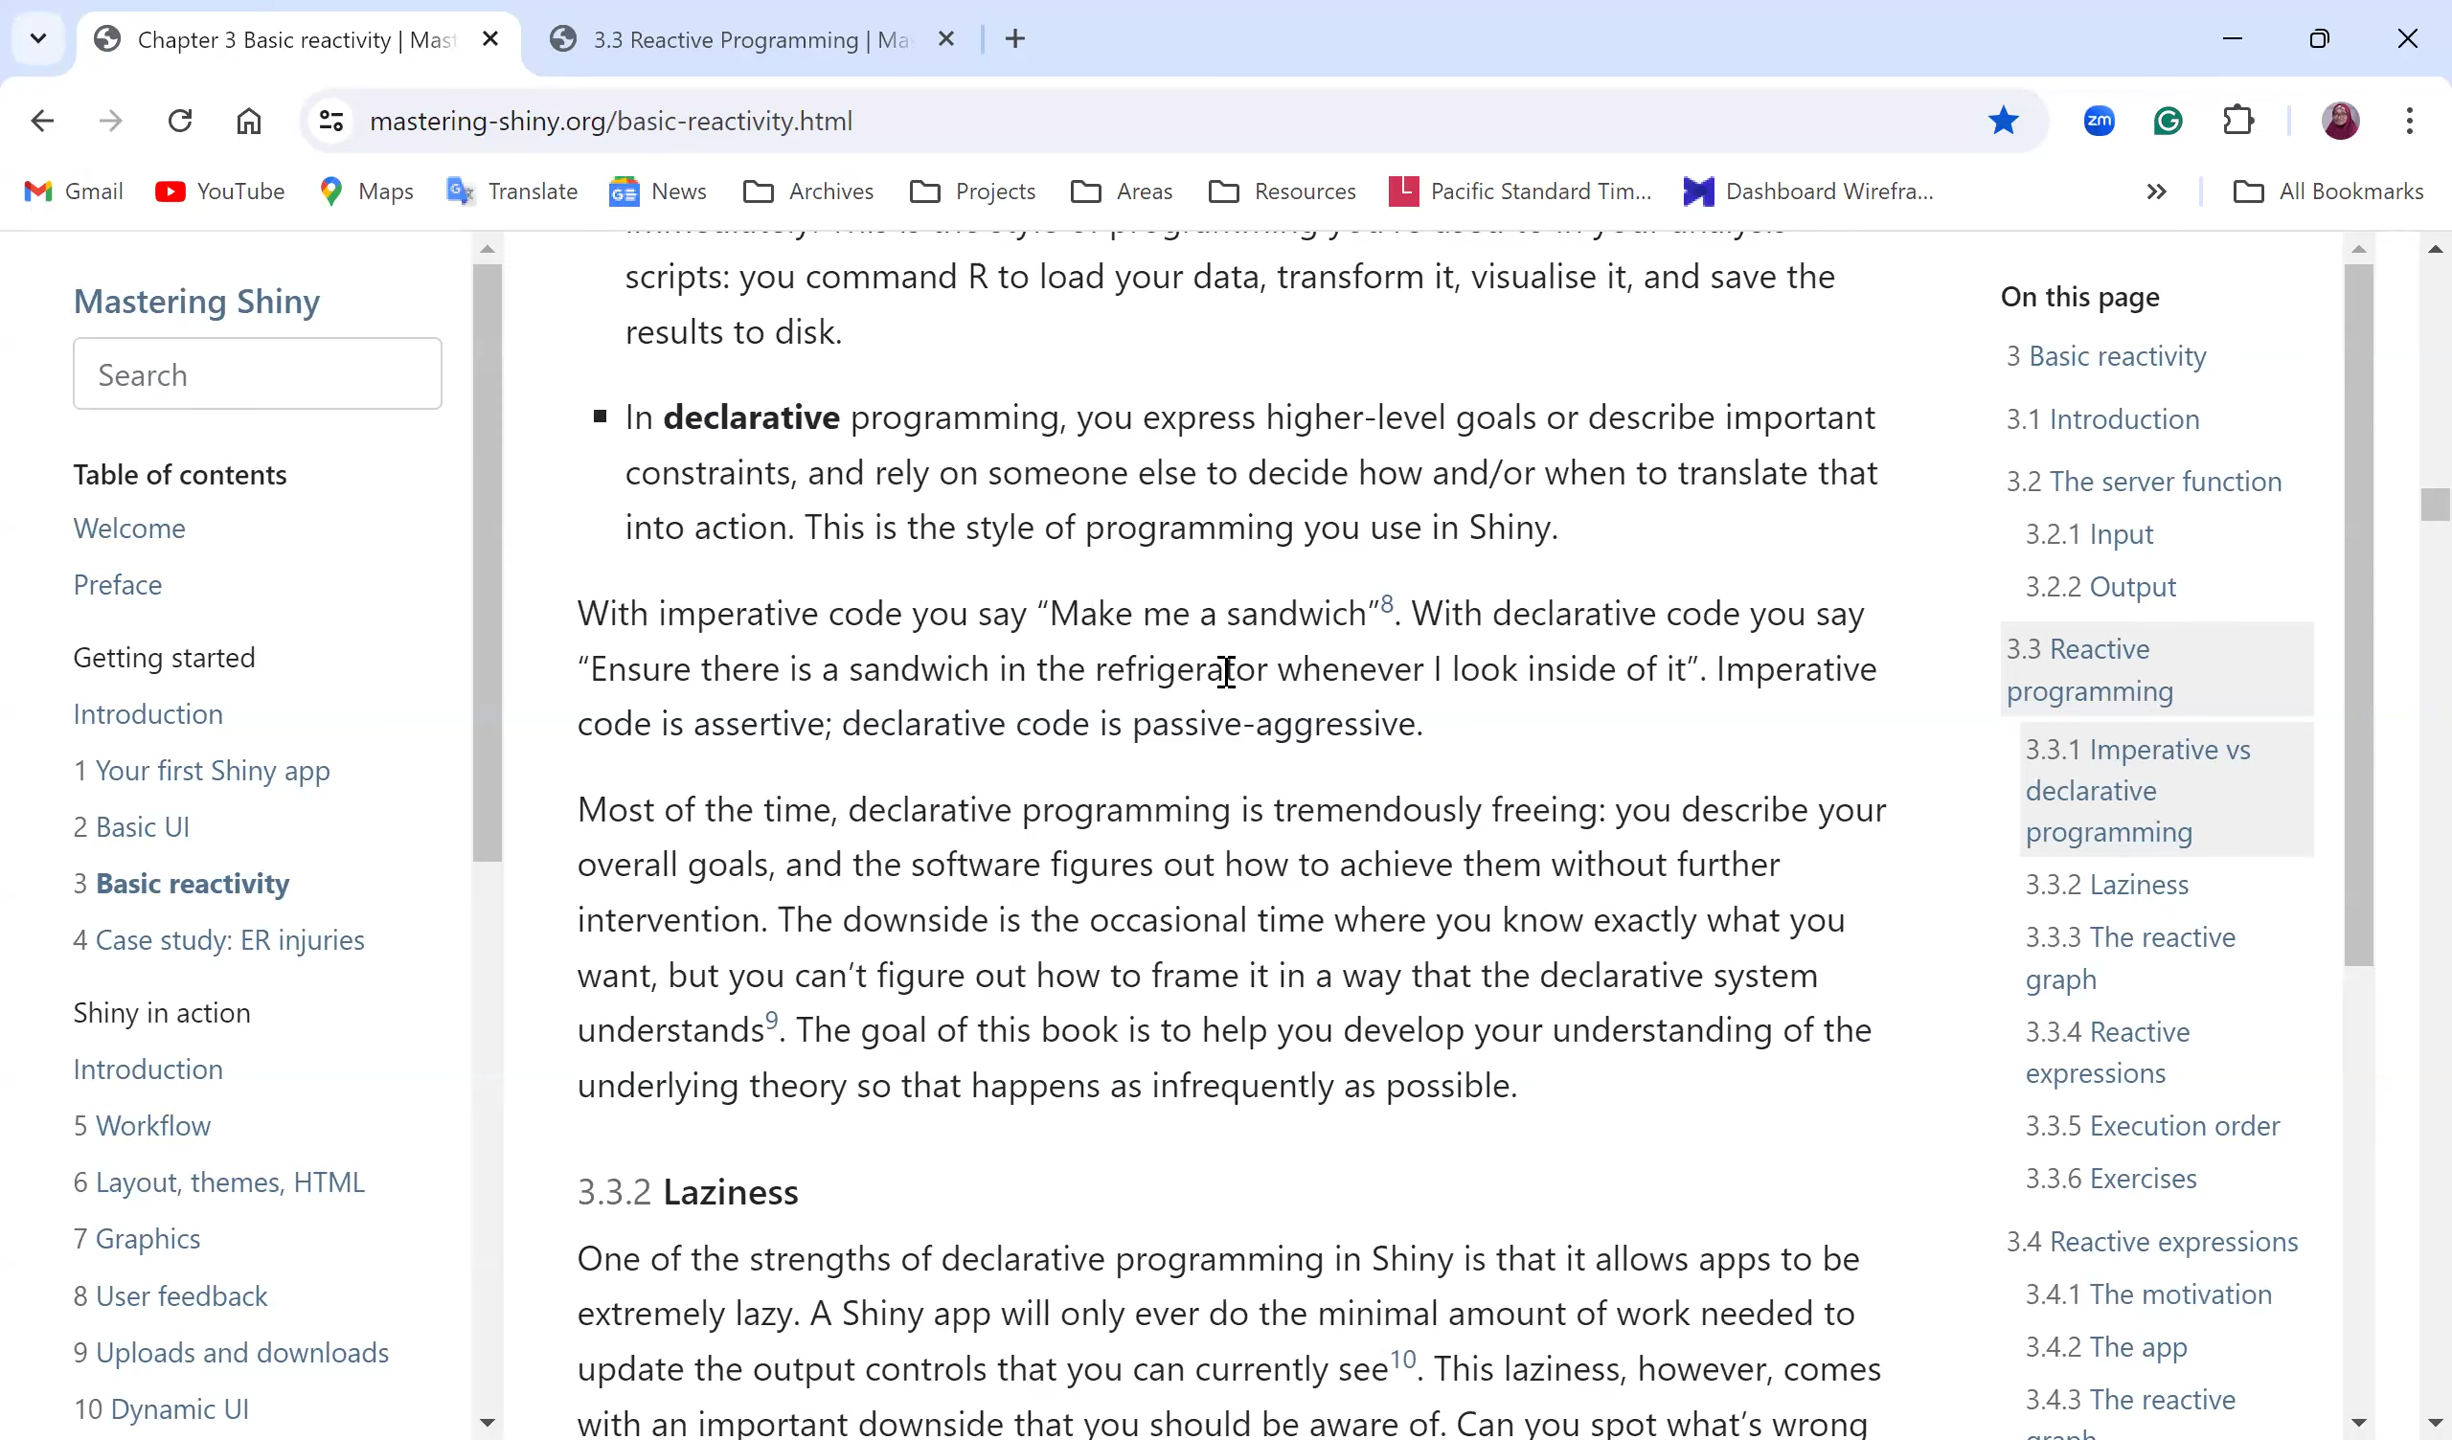 Chapter 3 Basic reactivity | Mast
3.3 Reactive Programming | Ma
mastering-shiny.org/basic-reactivity.html
zm
Gmail
YouTube
Maps
Translate
News
Archives
Projects
Areas
Resources
Pacific Standard Tim...
Dashboard Wirefra...
»
All Bookmarks
Mastering Shiny
Search
Table of contents
Welcome
Preface
Getting started
Introduction
1 Your first Shiny app
2 Basic UI
3 Basic reactivity
4 Case study: ER injuries
Shiny in action
Introduction
5 Workflow
6 Layout, themes, HTML
7 Graphics
8 User feedback
9 Uploads and downloads
10 Dynamic UI
scripts: you command R to load your data, transform it, visualise it, and save the
results to disk.
▪ In declarative programming, you express higher-level goals or describe important
constraints, and rely on someone else to decide how and/or when to translate that
into action. This is the style of programming you use in Shiny.
With imperative code you say “Make me a sandwich”8. With declarative code you say
“Ensure there is a sandwich in the refrigerator whenever I look inside of it”. Imperative
code is assertive; declarative code is passive-aggressive.
Most of the time, declarative programming is tremendously freeing: you describe your
overall goals, and the software figures out how to achieve them without further
intervention. The downside is the occasional time where you know exactly what you
want, but you can’t figure out how to frame it in a way that the declarative system
understands9. The goal of this book is to help you develop your understanding of the
underlying theory so that happens as infrequently as possible.
3.3.2 Laziness
One of the strengths of declarative programming in Shiny is that it allows apps to be
extremely lazy. A Shiny app will only ever do the minimal amount of work needed to
update the output controls that you can currently see10. This laziness, however, comes
with an important downside that you should be aware of. Can you spot what’s wrong
On this page
3 Basic reactivity
3.1 Introduction
3.2 The server function
3.2.1 Input
3.2.2 Output
3.3 Reactive
programming
3.3.1 Imperative vs
declarative
programming
3.3.2 Laziness
3.3.3 The reactive
graph
3.3.4 Reactive
expressions
3.3.5 Execution order
3.3.6 Exercises
3.4 Reactive expressions
3.4.1 The motivation
3.4.2 The app
3.4.3 The reactive